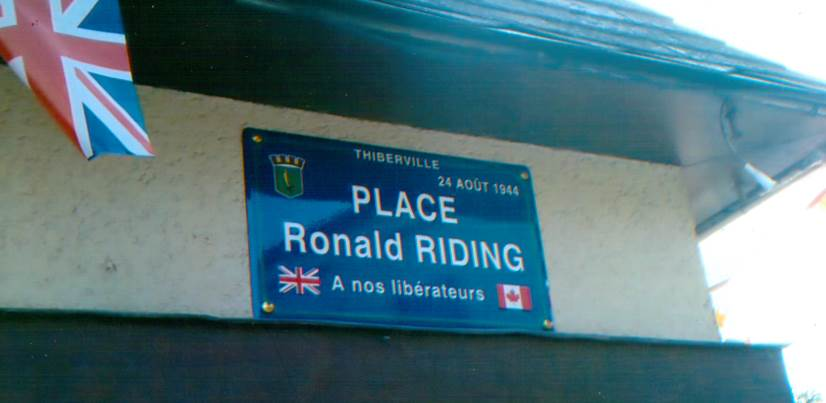 THIBERVILLE
24 AOÛT 1944
PLACE
Ronald RIDING
A nos libérateurs